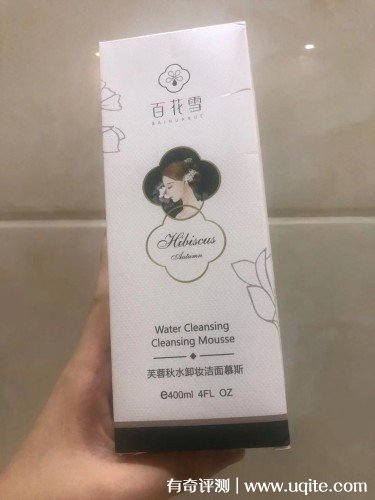 百花雪
BAIHUAXUE
Hibiscus
Autumn
Water Cleansing
Cleansing Mousse
芙蓉秋水卸妆洁面慕斯
e400ml 4FL OZ
有奇评测 | www.uqite.com